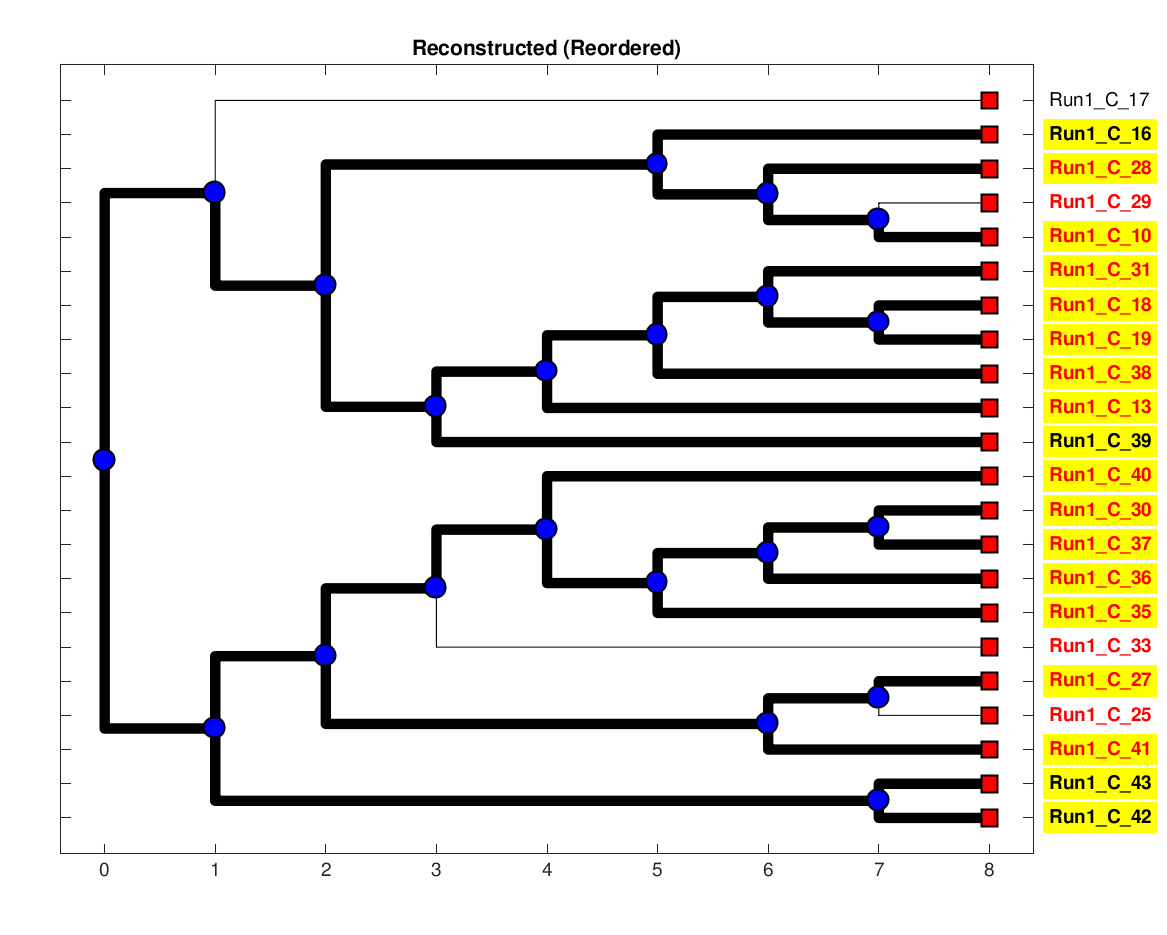 Reconstructed (Reordered)
Run1_C_17
Run1_C_16
Run1_C_28
Run1_C_29
Run1_C_10
Run1_C_31
Run1_C_18
Run1_C_19
Run1_C_38
Run1_C_13
Run1_C_39
Run1_C_40
Run1_C_30
Run1_C_37
Run1_C_36
Run1_C_35
Run1_C_33
Run1_C_27
Run1_C_25
Run1_C_41
Run1_C_43
Run1_C_42
0 1 2 3 4 5 6 7 8